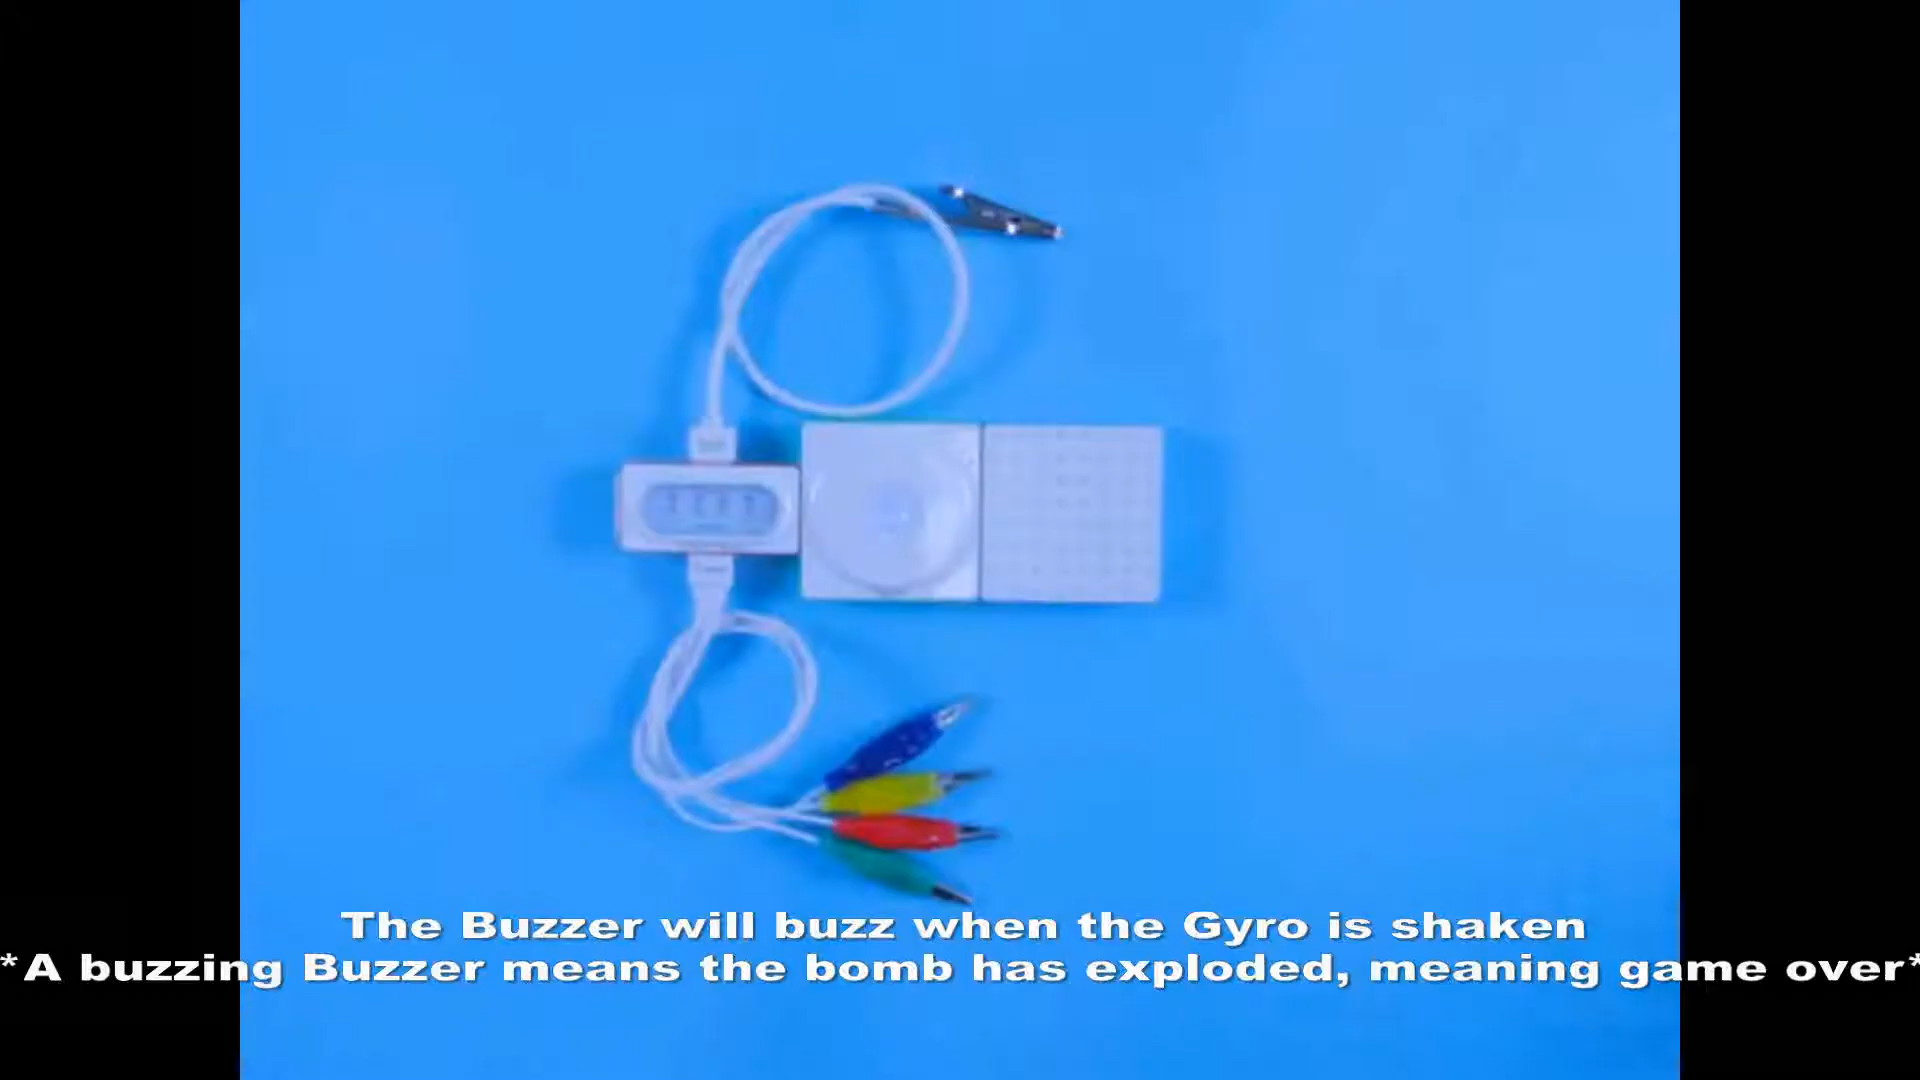 The Buzzer will buzz when the Gyro is shaken
*A buzzing Buzzer means the bomb has exploded, meaning game over*